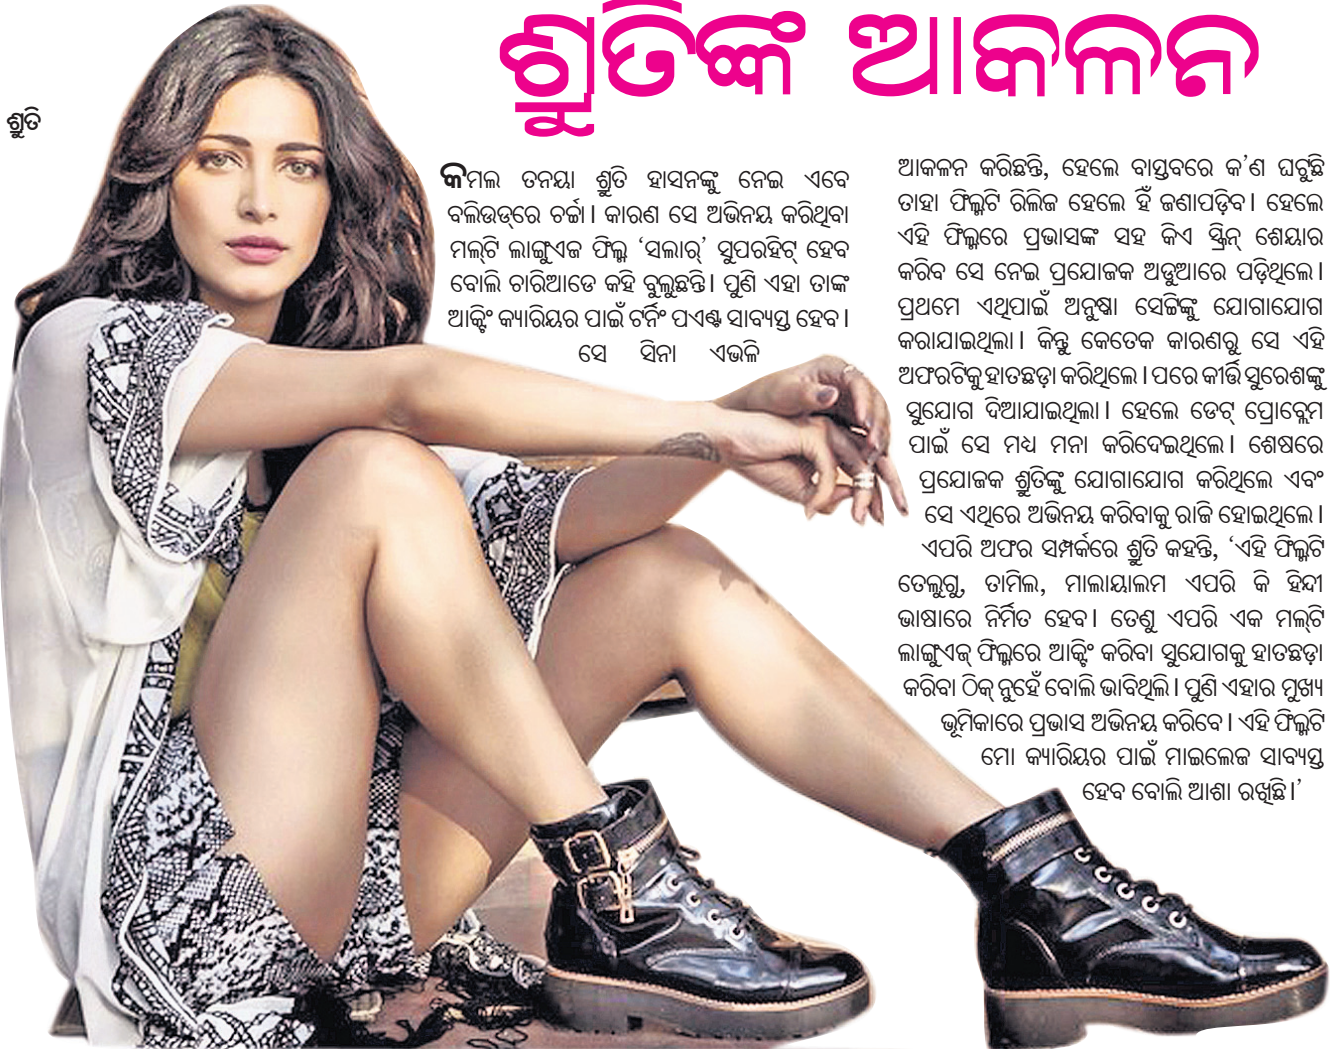 ଶ୍ରୁତିଙ୍କ ଆକଳନ
ଶ୍ରୁତି
କମଲ ତନୟା ଶ୍ରୁତି ହାସନଙ୍କୁ ନେଇ ଏବେ
ବଲିଉଡ୍‌ରେ ଚର୍ଚ୍ଚା। କାରଣ ସେ ଅଭିନୟ କରିଥିବା
ମଲ୍‌ଟି ଲାଙ୍ଗୁଏଜ ଫିଲ୍ମ ‘ସଲାର୍’ ସୁପରହିଟ୍ ହେବ
ବୋଲି ଚାରିଆଡେ କହି ବୁଲୁଛନ୍ତି। ପୁଣି ଏହା ତାଙ୍କ
ଆକ୍ଟିଂ କ୍ୟାରିୟର ପାଇଁ ଟର୍ନିଂ ପଏଣ୍ଟ ସାବ୍ୟସ୍ତ ହେବ।
ସେ ସିନା ଏଭଳି
ଆକଳନ କରିଛନ୍ତି, ହେଲେ ବାସ୍ତବରେ କ’ଣ ଘଟୁଛି
ତାହା ଫିଲ୍ମଟି ରିଲିଜ ହେଲେ ହିଁ ଜଣାପଡ଼ିବ। ହେଲେ
ଏହି ଫିଲ୍ମରେ ପ୍ରଭାସଙ୍କ ସହ କିଏ ସ୍କ୍ରିନ୍ ଶେୟାର
କରିବ ସେ ନେଇ ପ୍ରଯୋଜକ ଅଡୁଆରେ ପଡ଼ିଥିଲେ।
ପ୍ରଥମେ ଏଥିପାଇଁ ଅନୁଷ୍କା ସେଟ୍ଟିଙ୍କୁ ଯୋଗାଯୋଗ
କରାଯାଇଥିଲା। କିନ୍ତୁ କେତେକ କାରଣରୁ ସେ ଏହି
ଅଫରଟିକୁ ହାତଛଡ଼ା କରିଥିଲେ। ପରେ କୀର୍ତ୍ତି ସୁରେଶଙ୍କୁ
ସୁଯୋଗ ଦିଆଯାଇଥିଲା। ହେଲେ ଡେଟ୍ ପ୍ରୋବ୍ଲେମ
ପାଇଁ ସେ ମଧ୍ୟ ମନା କରିଦେଇଥିଲେ। ଶେଷରେ
ପ୍ରଯୋଜକ ଶ୍ରୁତିଙ୍କୁ ଯୋଗାଯୋଗ କରିଥିଲେ ଏବଂ
ସେ ଏଥିରେ ଅଭିନୟ କରିବାକୁ ରାଜି ହୋଇଥିଲେ।
ଏପରି ଅଫର ସମ୍ପର୍କରେ ଶ୍ରୁତି କହନ୍ତି, ‘ଏହି ଫିଲ୍ମଟି
ତେଲୁଗୁ, ତାମିଲ, ମାଲାୟାଲମ ଏପରି କି ହିନ୍ଦୀ
ଭାଷାରେ ନିର୍ମିତ ହେବ। ତେଣୁ ଏପରି ଏକ ମଲ୍‌ଟି
ଲାଙ୍ଗୁଏଜ୍ ଫିଲ୍ମରେ ଆକ୍ଟିଂ କରିବା ସୁଯୋଗକୁ ହାତଛଡ଼ା
କରିବା ଠିକ୍ ନୁହେଁ ବୋଲି ଭାବିଥିଲି। ପୁଣି ଏହାର ମୁଖ୍ୟ
ଭୂମିକାରେ ପ୍ରଭାସ ଅଭିନୟ କରିବେ। ଏହି ଫିଲ୍ମଟି
ମୋ କ୍ୟାରିୟର ପାଇଁ ମାଇଲେଜ ସାବ୍ୟସ୍ତ
ହେବ ବୋଲି ଆଶା ରଖିଛି।’